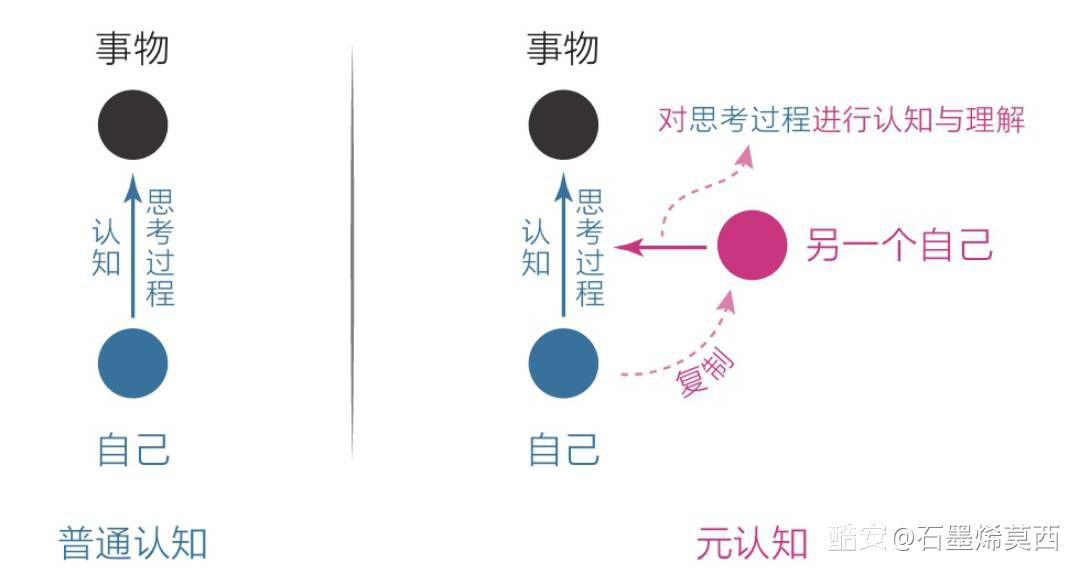 事物
认知
思考过程
自己
普通认知
事物
认知
思考过程
自己
对思考过程进行认知与理解
另一个自己
复制
元认知
酷安@石墨烯莫西